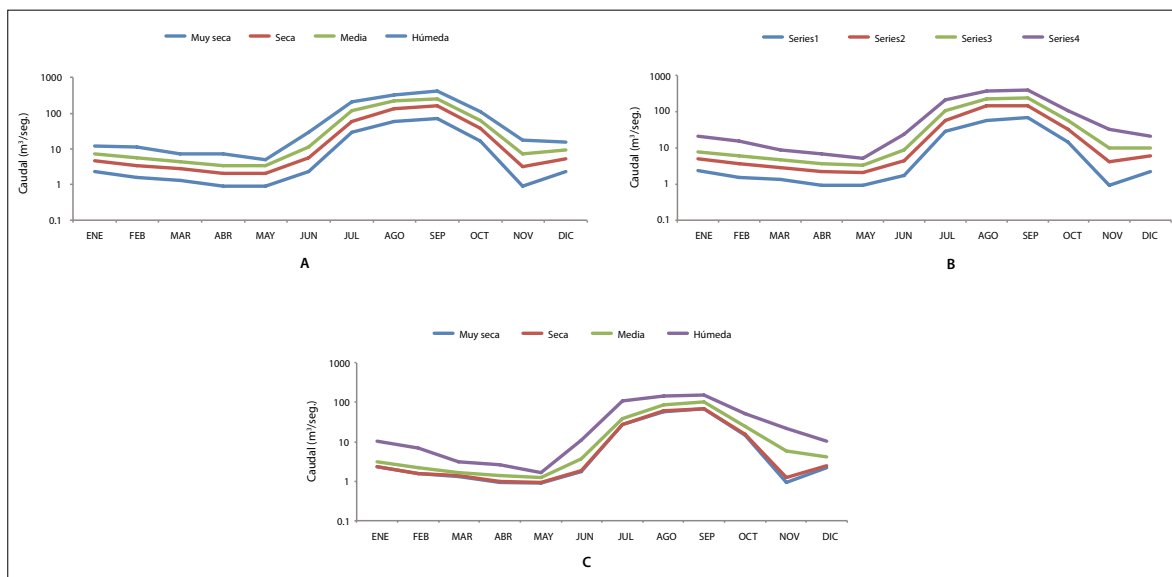 Muy seca Seca Media Húmeda
Caudal (m³/seg.)
1000
100
10
1
0.1
ENE FEB MAR ABR MAY JUN JUL AGO SEP OCT NOV DIC
A
Series1 Series2 Series3 Series4
Caudal (m³/seg.)
1000
100
10
1
0.1
ENE FEB MAR ABR MAY JUN JUL AGO SEP OCT NOV DIC
B
Muy seca Seca Media Húmeda
Caudal (m³/seg.)
1000
100
10
1
0.1
ENE FEB MAR ABR MAY JUN JUL AGO SEP OCT NOV DIC
C